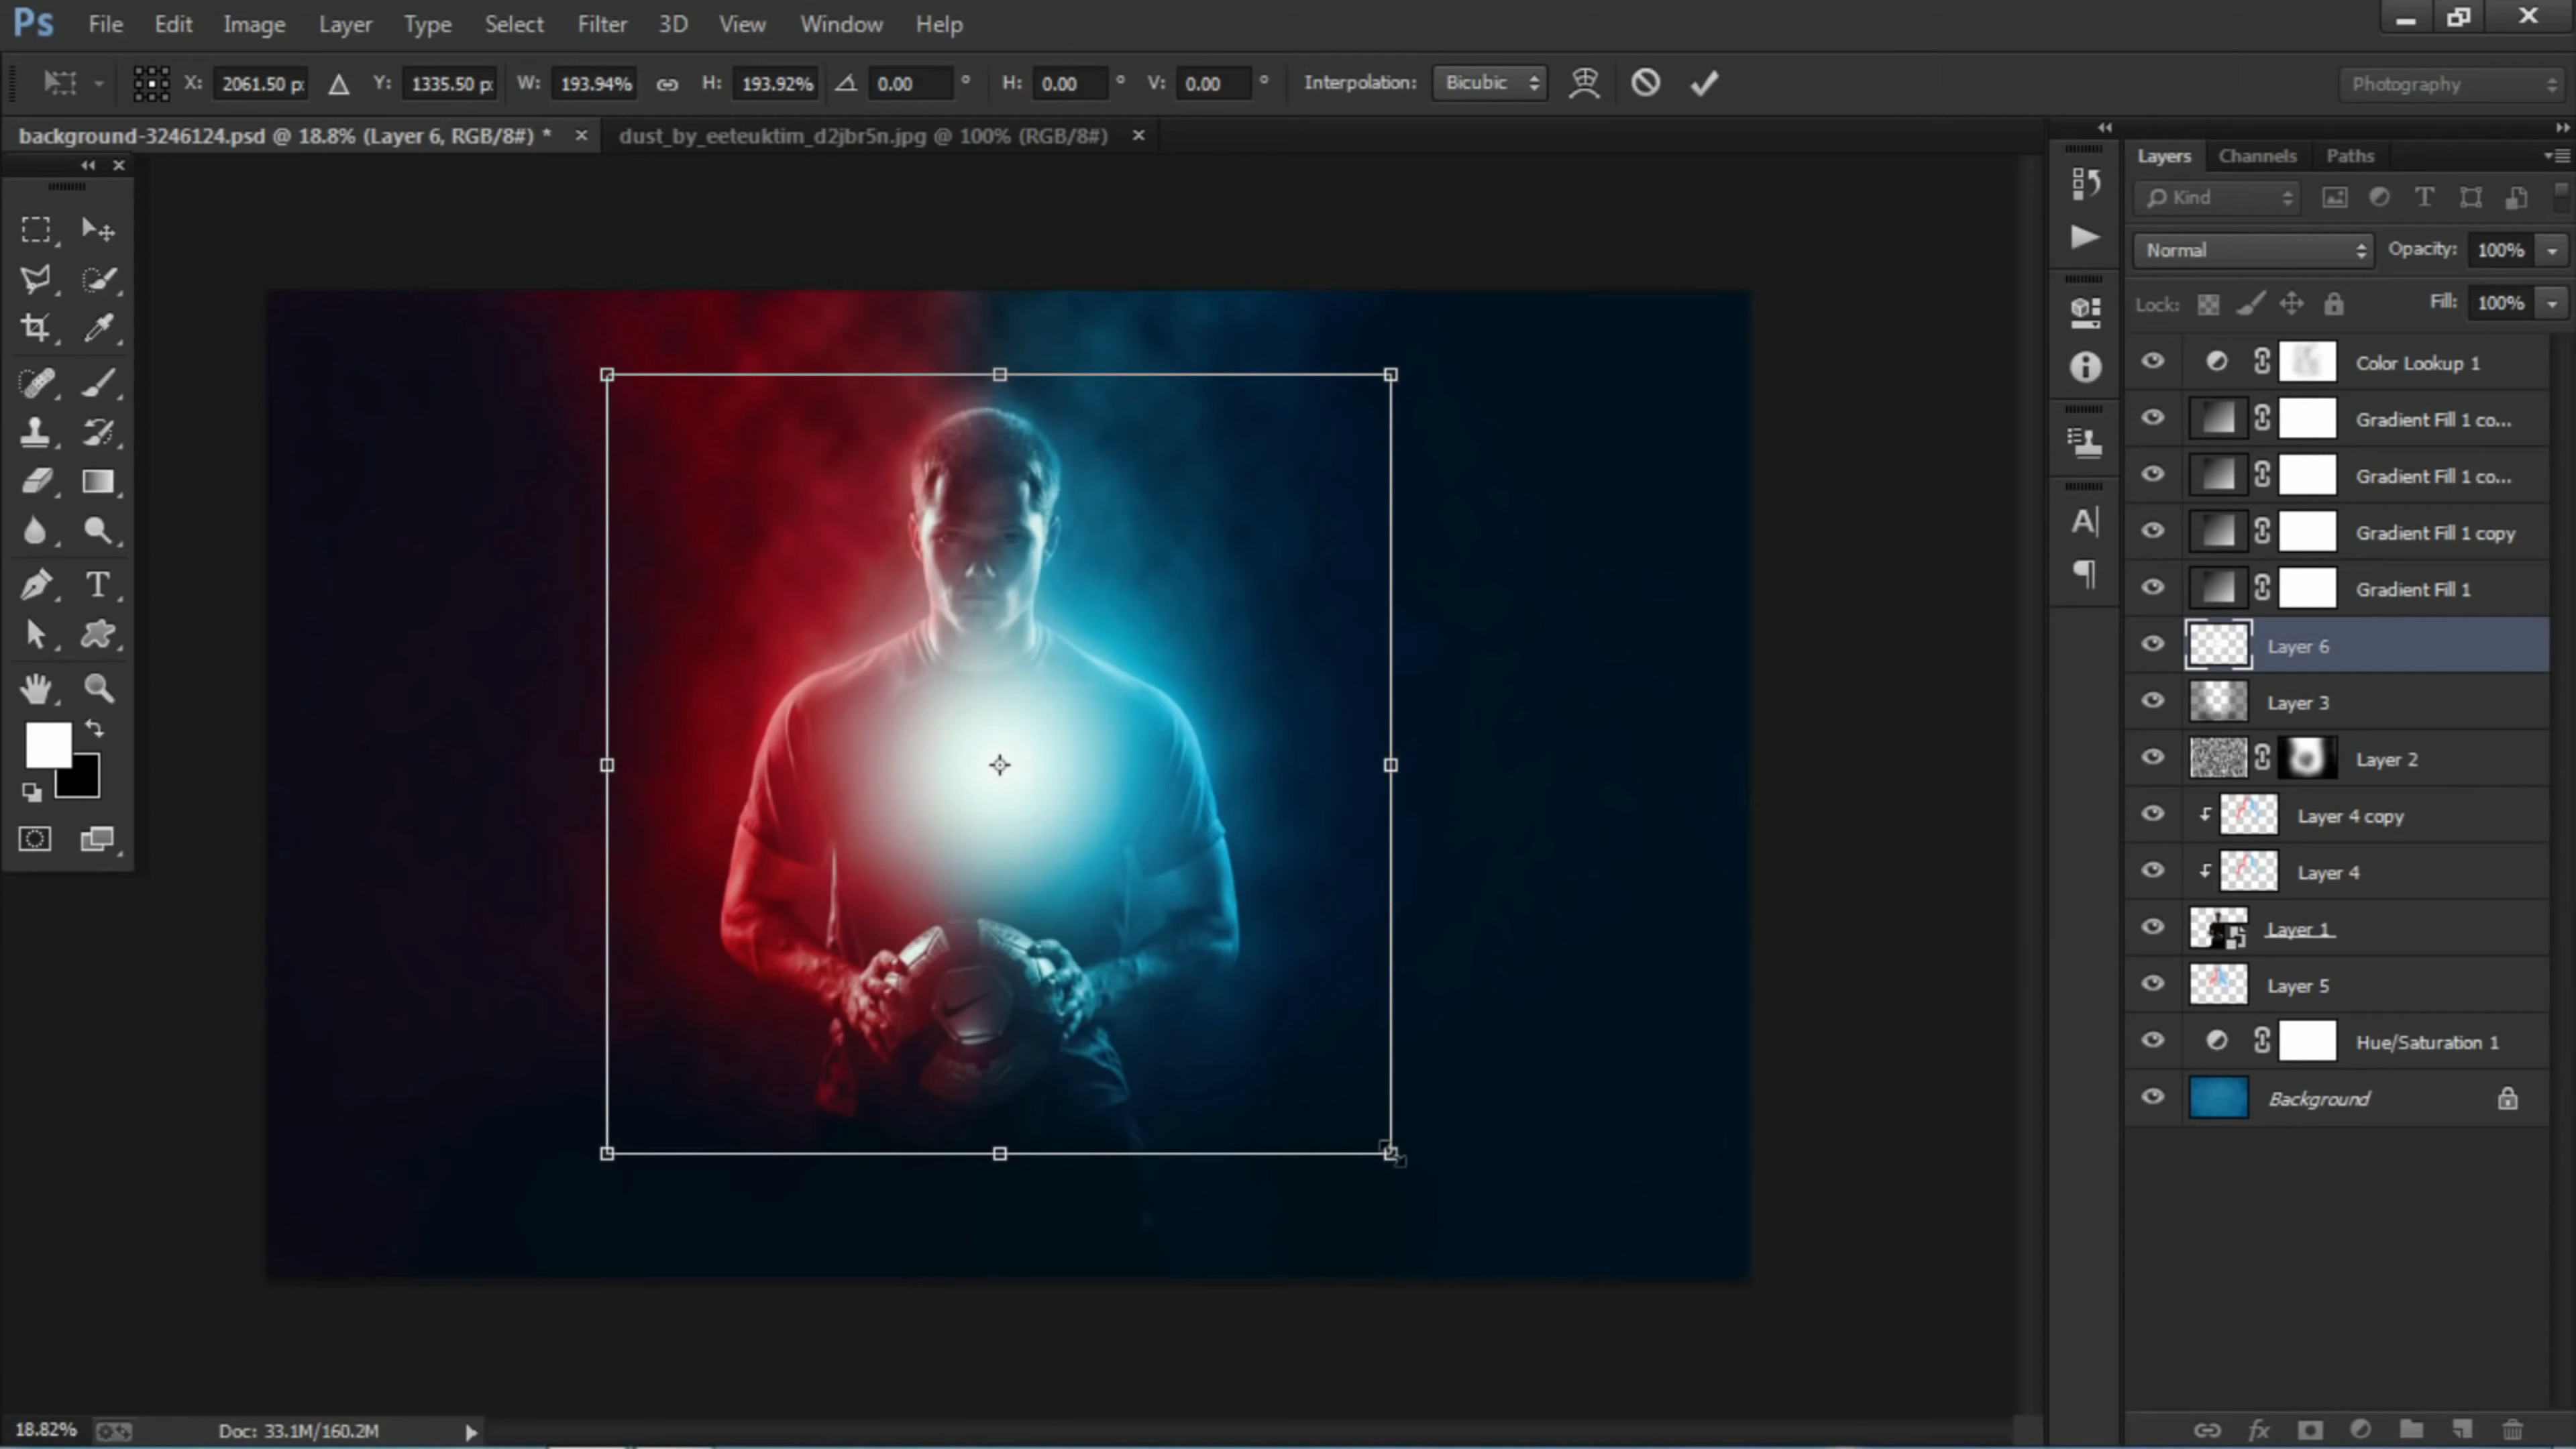 Ps File Edit Image Layer Type Select Filter 3D View Window Help
X: 2061.50 p: Y: 1335.50 p: W: 193.94% H: 193.92% 0.00 ° H: 0.00 ° V: 0.00 ° Interpolation: Bicubic Photography
background-3246124.psd @ 18.8% (Layer 6, RGB/8#) * × dust_by_eeteuktim_d2jbr5n.jpg @ 100% (RGB/8#) ×
Layers Channels Paths
Kind
Normal Opacity: 100%
Lock: Fill: 100%
Color Lookup 1
Gradient Fill 1 co...
Gradient Fill 1 co...
Gradient Fill 1 copy
Gradient Fill 1
Layer 6
Layer 3
Layer 2
Layer 4 copy
Layer 4
Layer 1
Layer 5
Hue/Saturation 1
Background
18.82% Doc: 33.1M/160.2M